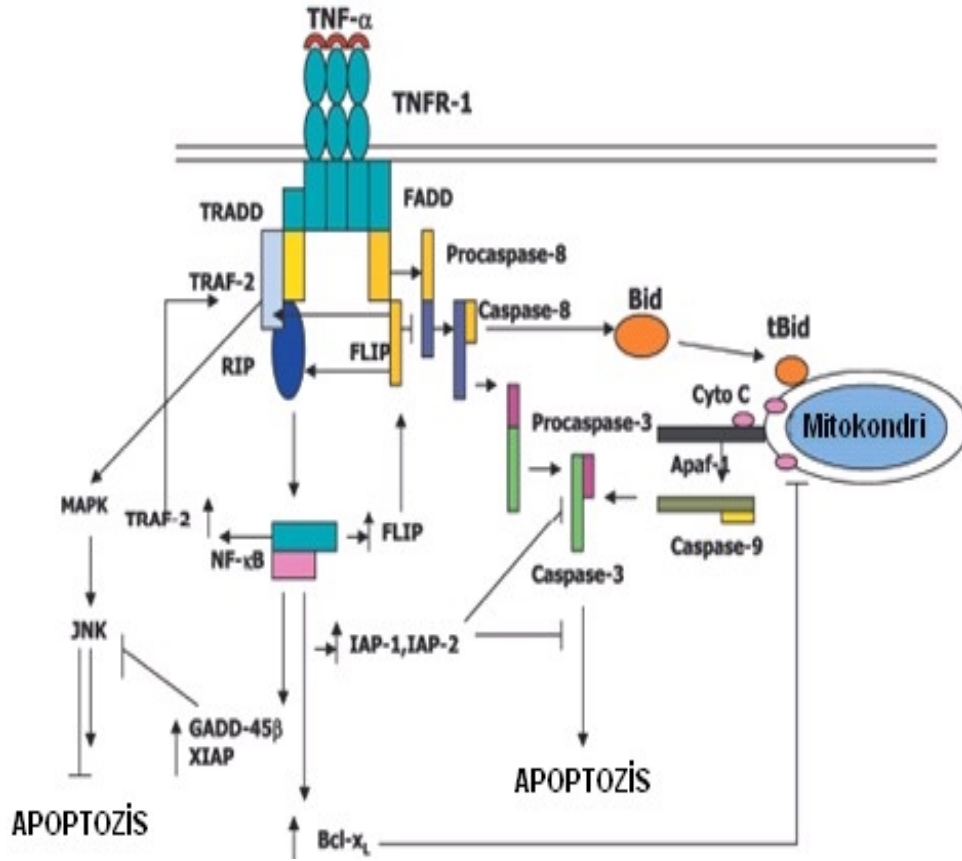 TNF-α
TNFR-1
TRADD
FADD
TRAF-2
Procaspase-8
Caspase-8
Bid
tBid
RIP
FLIP
Cyto C
Mitokondri
Procaspase-3
Apaf-1
MAPK
TRAF-2
FLIP
NF-κB
Caspase-9
Caspase-3
JNK
IAP-1,IAP-2
GADD-45β
XIAP
APOPTOZİS
APOPTOZİS
Bcl-xL